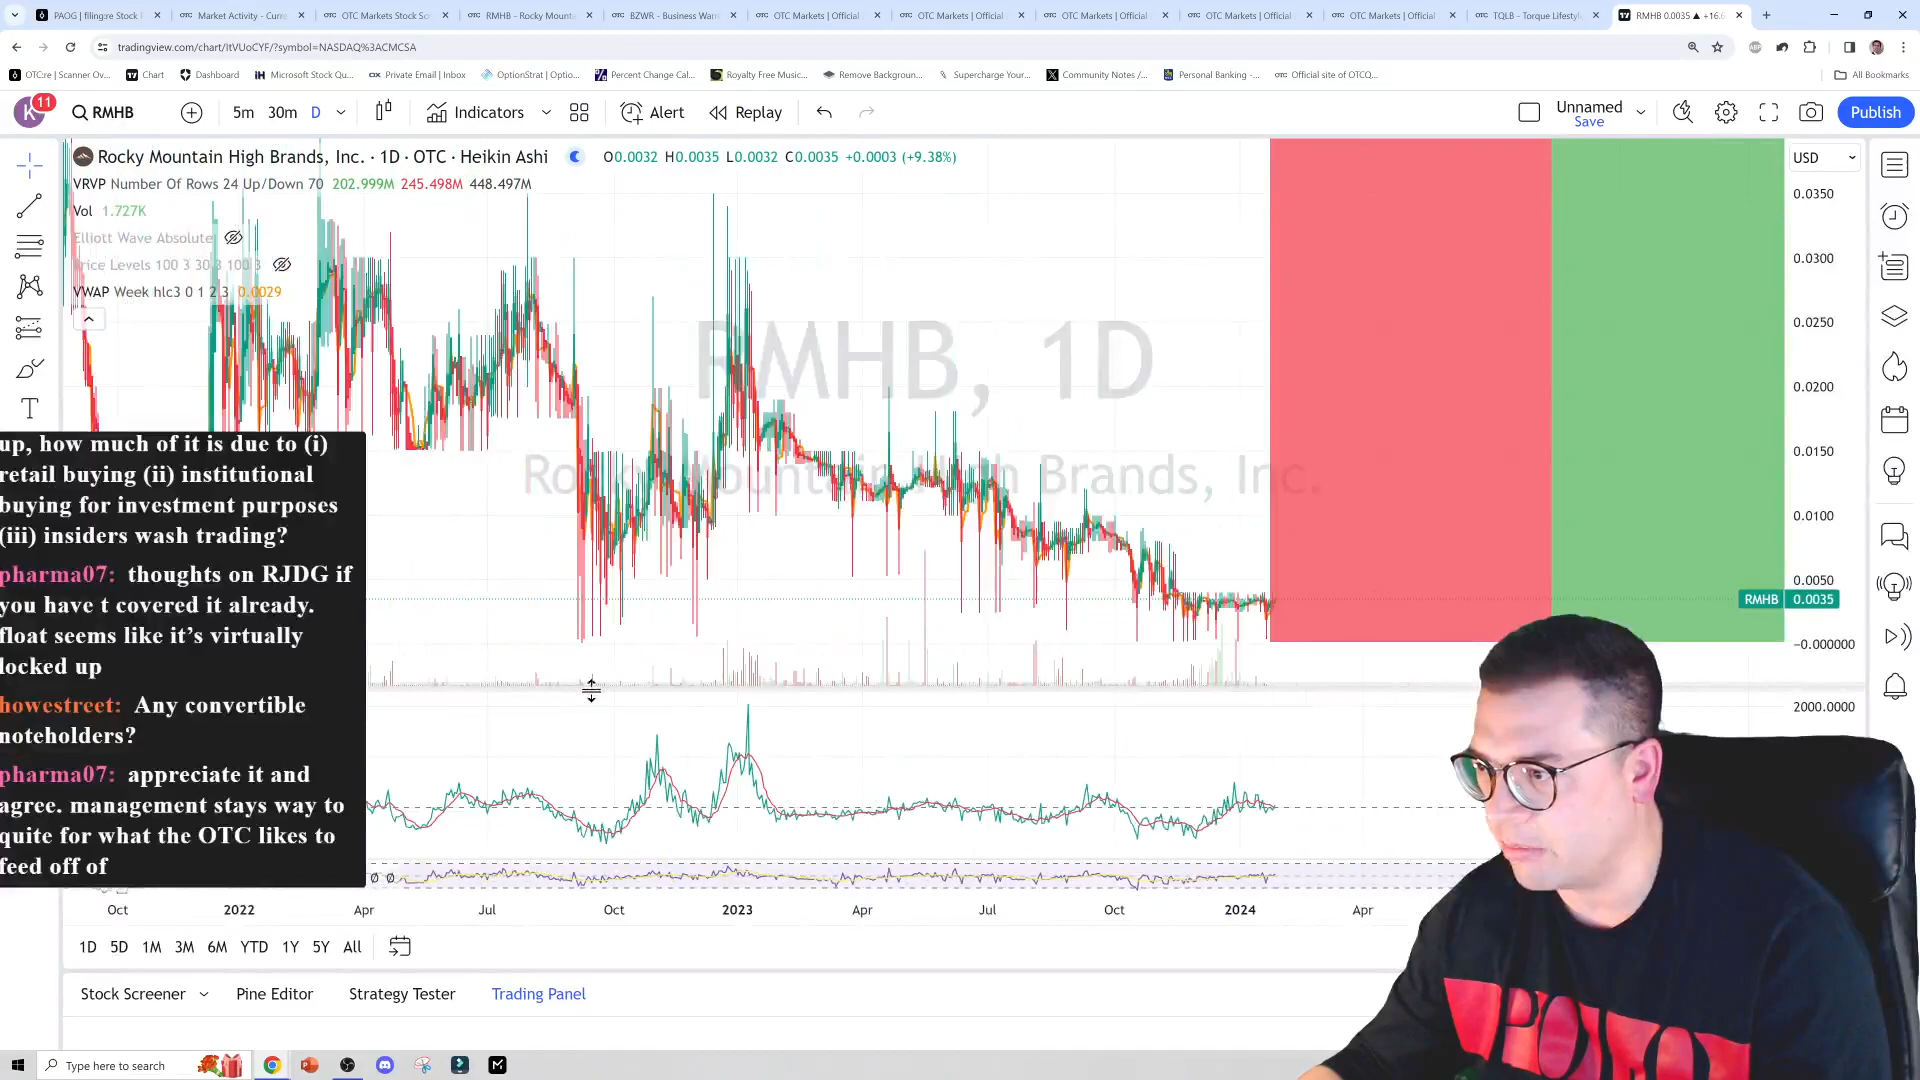 PAOG | filing:re Stock F
Market Activity - Curre
OTC Markets Stock Sc
RMHB - Rocky Mounta
BZWR - Business Warr
OTC Markets | Official
OTC Markets | Official
OTC Markets | Official
OTC Markets | Official
OTC Markets | Official
TQLB - Torque Lifestyl
RMHB 0.0035 ▲ +16.6
tradingview.com/chart/ItVUoCYF/?symbol=NASDAQ%3ACMCSA
OTC:re | Scanner Ov...
Chart
Dashboard
Microsoft Stock Qu...
Private Email | Inbox
OptionStrat | Optio...
Percent Change Cal...
Royalty Free Music...
Remove Backgroun...
Supercharge Your...
Community Notes /...
Personal Banking -...
Official site of OTCQ...
All Bookmarks
K 11
RMHB
5m 30m D
Indicators
Alert
Replay
Unnamed
Save
Publish
Rocky Mountain High Brands, Inc. · 1D · OTC · Heikin Ashi
O0.0032 H0.0035 L0.0032 C0.0035 +0.0003 (+9.38%)
VRVP Number Of Rows 24 Up/Down 70 202.999M 245.498M 448.497M
Vol 1.727K
Elliott Wave Absolute
Price Levels 100 3 30 3 100 3
VWAP Week hlc3 0 1 2 3 0.0029
RMHB, 1D
Rocky Mountain High Brands, Inc.
USD
0.0350
0.0300
0.0250
0.0200
0.0150
0.0100
0.0050
RMHB 0.0035
−0.000000
2000.0000
up, how much of it is due to (i)
retail buying (ii) institutional
buying for investment purposes
(iii) insiders wash trading?
pharma07: thoughts on RJDG if
you have t covered it already.
float seems like it's virtually
locked up
howestreet: Any convertible
noteholders?
pharma07: appreciate it and
agree. management stays way to
quite for what the OTC likes to
feed off of
Oct 2022 Apr Jul Oct 2023 Apr Jul Oct 2024 Apr
1D 5D 1M 3M 6M YTD 1Y 5Y All
Stock Screener
Pine Editor
Strategy Tester
Trading Panel
Type here to search